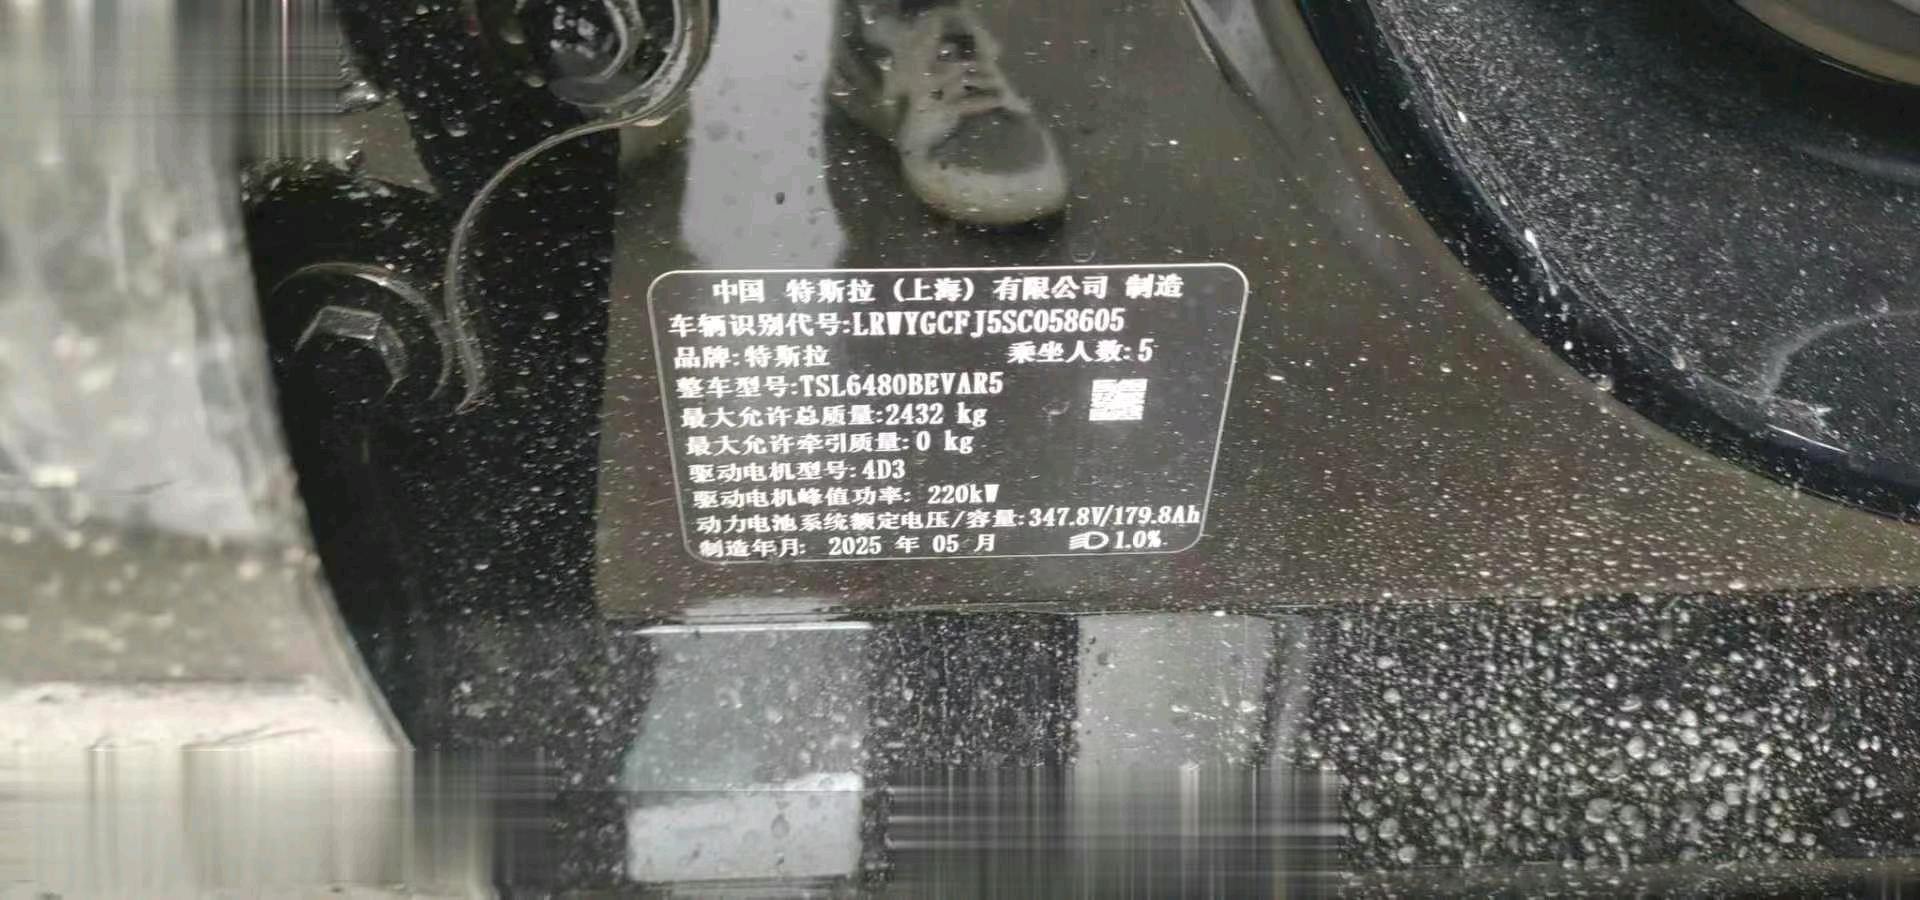 中国 特斯拉 (上海) 有限公司 制造
车辆识别代号:LRWYGCFJ5SC058605
品牌:特斯拉 乘坐人数:5
整车型号:TSL6480BEVAR5
最大允许总质量:2432 kg
最大允许牵引质量:0 kg
驱动电机型号:4D3
驱动电机峰值功率: 220kW
动力电池系统额定电压/容量:347.8V/179.8Ah
制造年月: 2025 年 05 月 1.0%